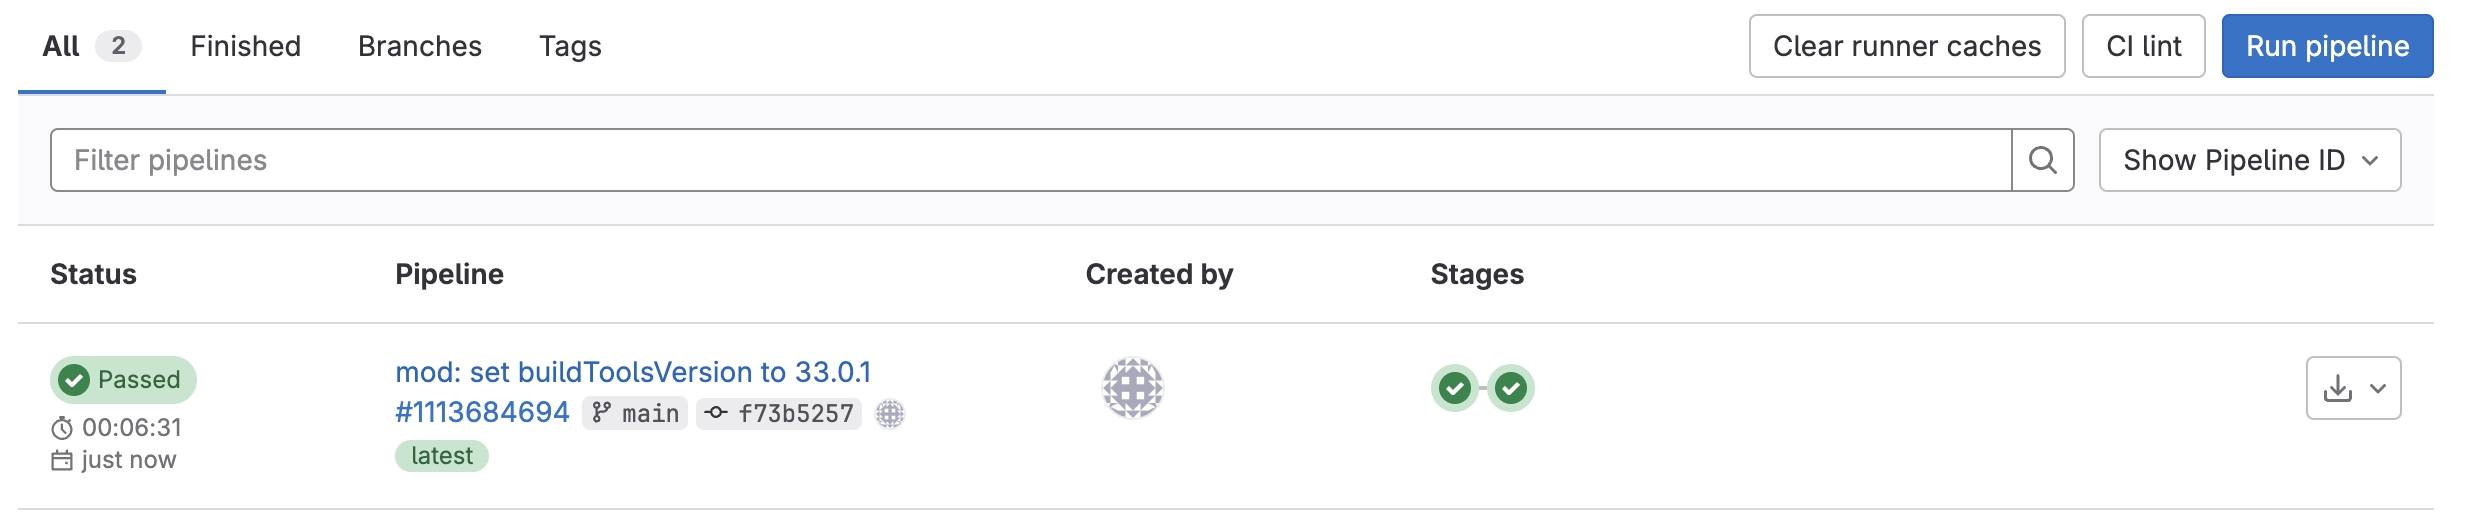 All 2 Finished Branches Tags Clear runner caches CI lint Run pipeline
Filter pipelines Show Pipeline ID
Status Pipeline Created by Stages
Passed
00:06:31
just now
mod: set buildToolsVersion to 33.0.1
#1113684694 main f73b5257
latest